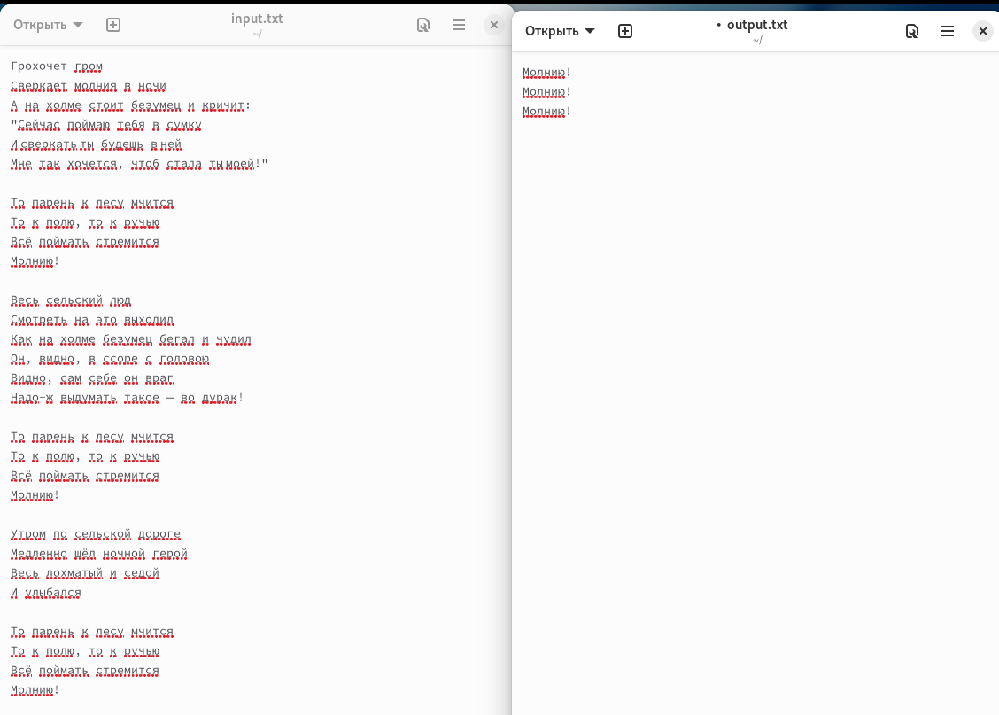 Открыть
input.txt
~/
Грохочет гром
Сверкает молния в ночи
А на холме стоит безумец и кричит:
"Сейчас поймаю тебя в сумку
И сверкать ты будешь в ней
Мне так хочется, чтоб стала ты моей!"
То парень к лесу мчится
То к полю, то к ручью
Всё поймать стремится
Молнию!
Весь сельский люд
Смотреть на это выходил
Как на холме безумец бегал и чудил
Он, видно, в ссоре с головою
Видно, сам себе он враг
Надо-ж выдумать такое — во дурак!
То парень к лесу мчится
То к полю, то к ручью
Всё поймать стремится
Молнию!
Утром по сельской дороге
Медленно шёл ночной герой
Весь лохматый и седой
И улыбался
То парень к лесу мчится
То к полю, то к ручью
Всё поймать стремится
Молнию!
Открыть
• output.txt
~/
Молнию!
Молнию!
Молнию!